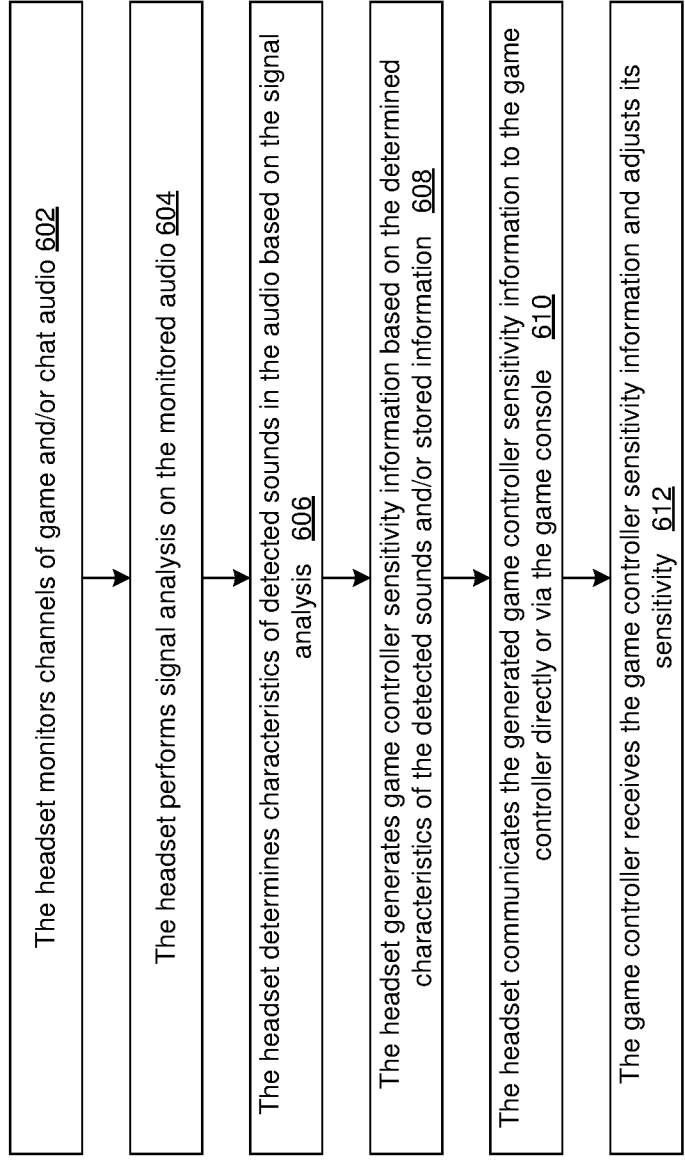 The headset monitors channels of game and/or chat audio 602
The headset performs signal analysis on the monitored audio 604
The headset determines characteristics of detected sounds in the audio based on the signal
analysis 606
The headset generates game controller sensitivity information based on the determined
characteristics of the detected sounds and/or stored information 608
The headset communicates the generated game controller sensitivity information to the game
controller directly or via the game console 610
The game controller receives the game controller sensitivity information and adjusts its
sensitivity 612